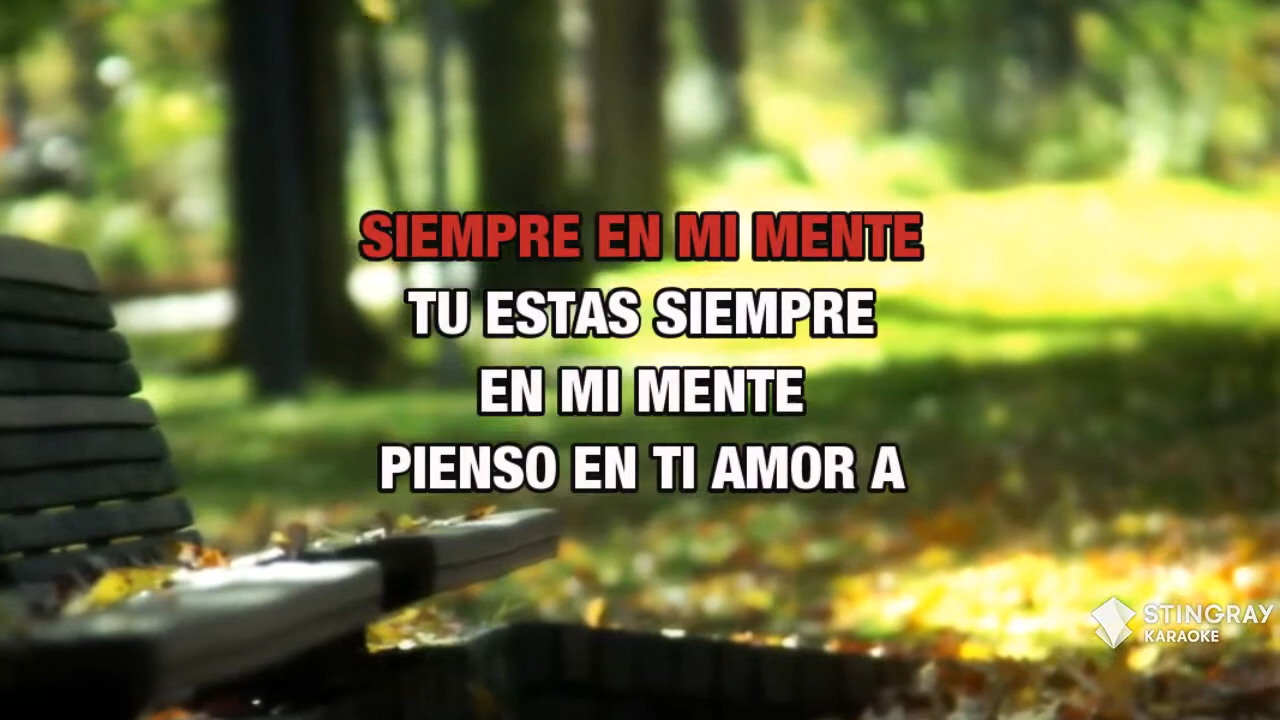 SIEMPRE EN MI MENTE
TU ESTAS SIEMPRE
EN MI MENTE
PIENSO EN TI AMOR A
STINGRAY
KARAOKE